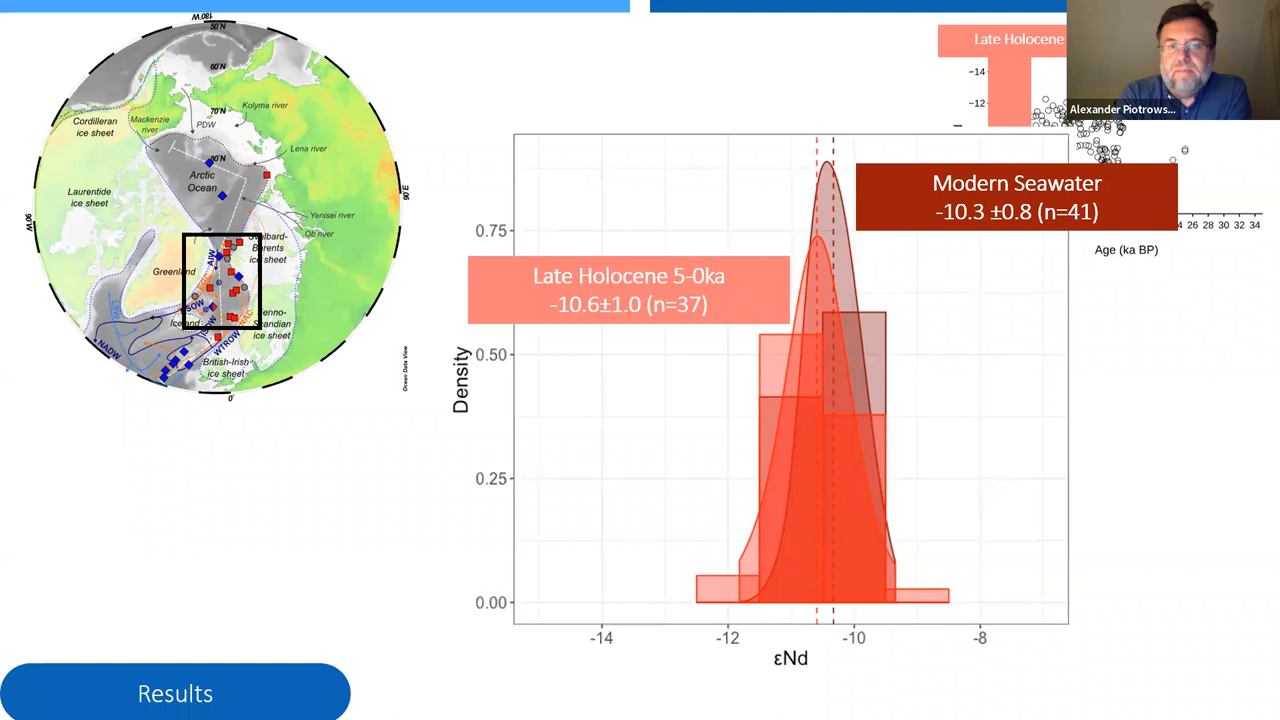 180°W
50°N
60°N
70°N
80°N
90°W
90°E
0°
Cordilleran
ice sheet
Mackenzie
river
PDW
Kolyma river
Lena river
Arctic
Ocean
Laurentide
ice sheet
Yenisei river
Ob river
Svalbard-
Barents
ice sheet
Greenland
AIW
NAC
Iceland
Scandian
ice sheet
WTROW
NADW
British-Irish
ice sheet
Ocean Data View
Late Holocene
−14
−12
Alexander Piotrows...
Modern Seawater
-10.3 ±0.8 (n=41)
26 28 30 32 34
Age (ka BP)
Late Holocene 5-0ka
-10.6±1.0 (n=37)
Density
0.75
0.50
0.25
0.00
-14
-12
-10
-8
εNd
Results